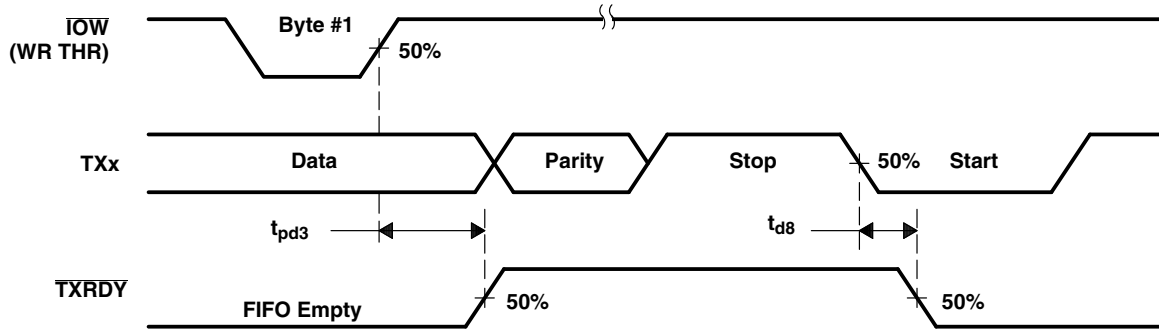 IOW
(WR THR)
Byte #1
50%
TXx
Data
Parity
Stop
50%
Start
tpd3
td8
TXRDY
FIFO Empty
50%
50%